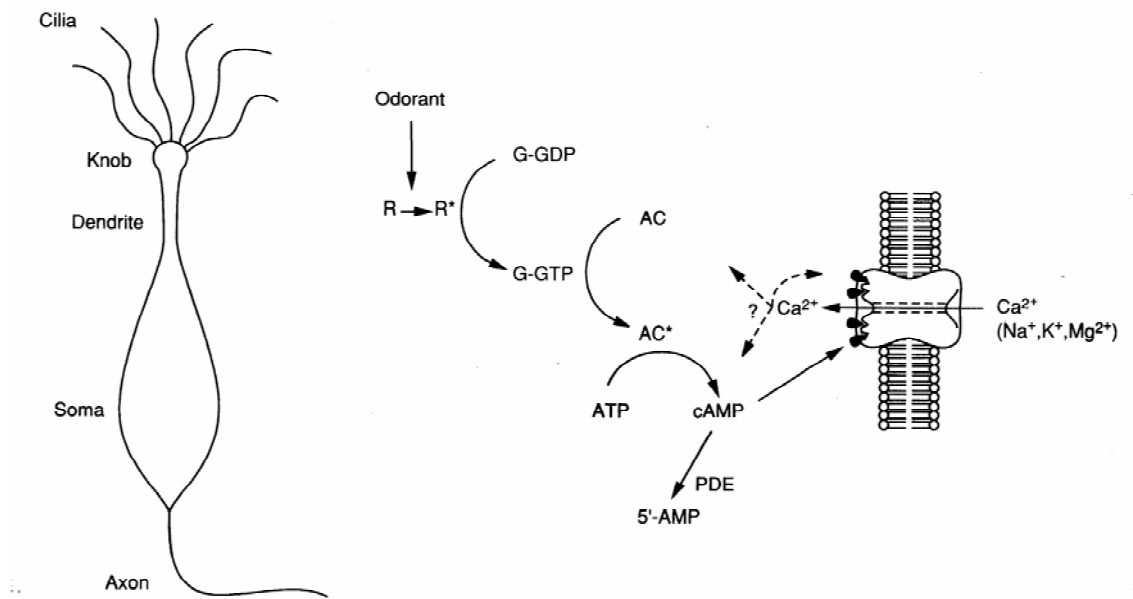 Cilia
Knob
Dendrite
Soma
Axon
Odorant
R
R*
G-GDP
G-GTP
AC
AC*
ATP
cAMP
PDE
5'-AMP
?
Ca²⁺
Ca²⁺
(Na⁺,K⁺,Mg²⁺)